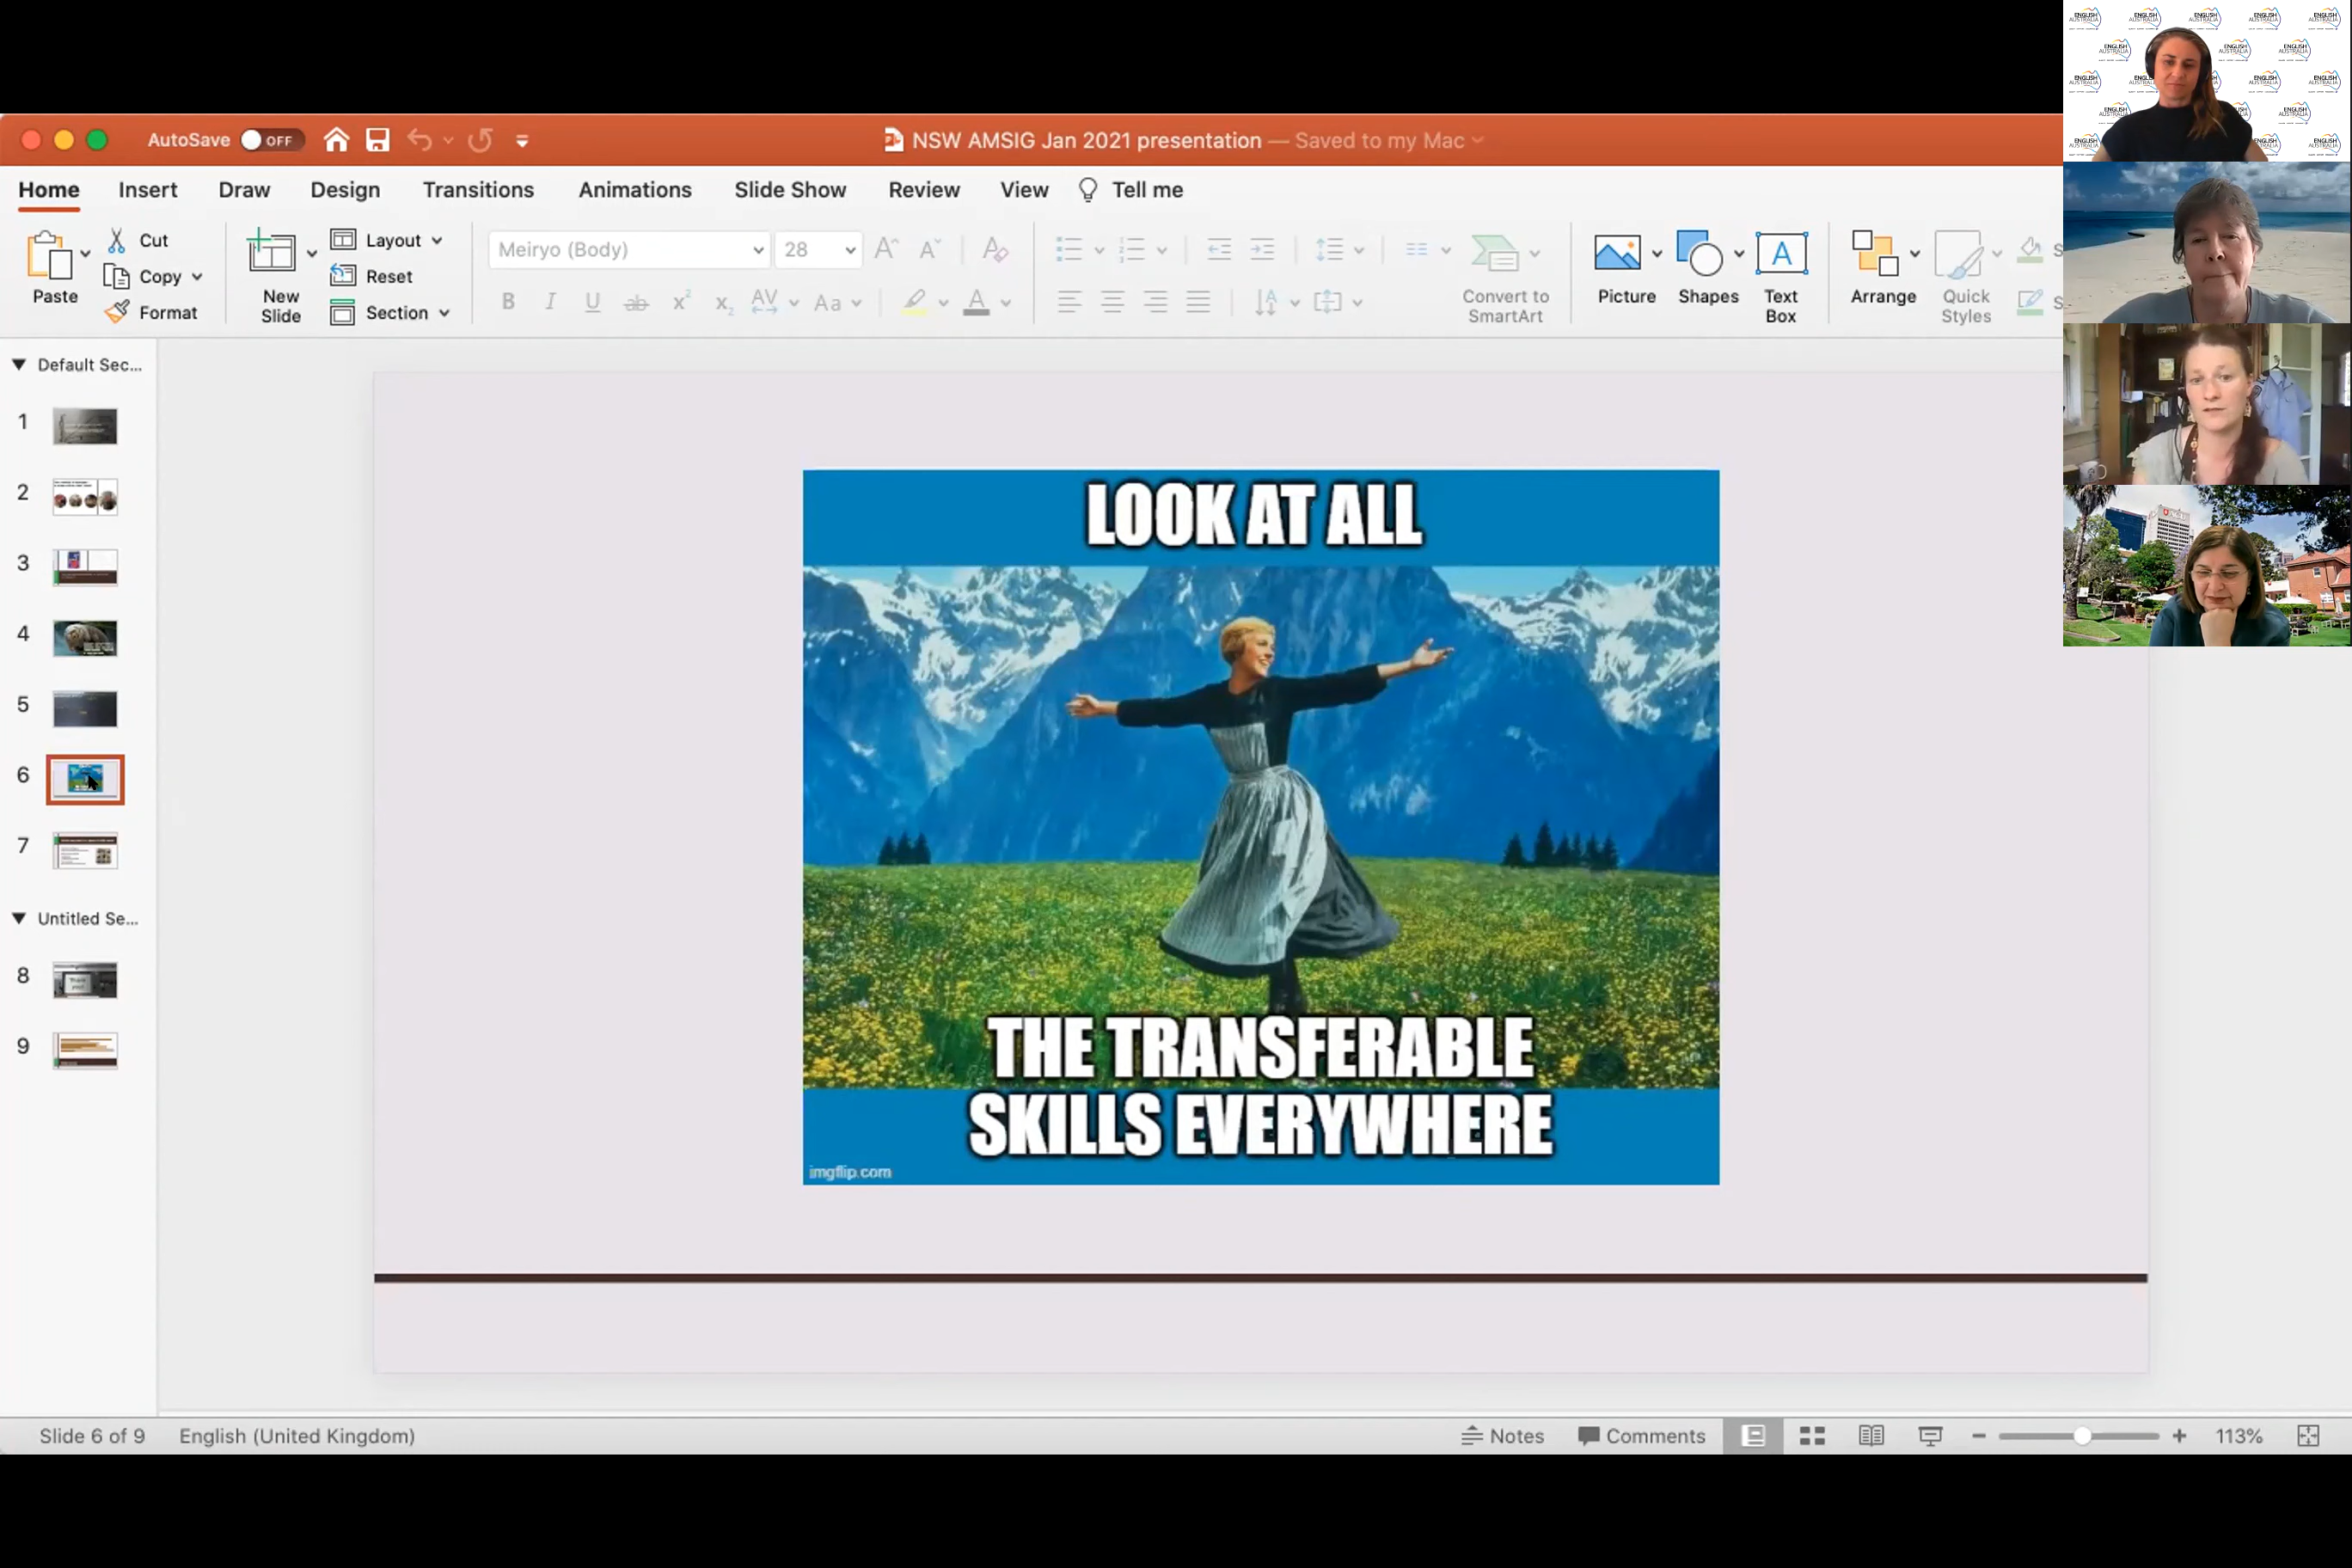 AutoSave OFF
NSW AMSIG Jan 2021 presentation — Saved to my Mac
Home Insert Draw Design Transitions Animations Slide Show Review View Tell me
Paste
Cut
Copy
Format
New
Slide
Layout
Reset
Section
Meiryo (Body) 28
Convert to
SmartArt
Picture
Shapes
Text
Box
Arrange
Quick
Styles
Default Sec...
1
2
3
4
5
6
7
Untitled Se...
8
9
LOOK AT ALL
THE TRANSFERABLE
SKILLS EVERYWHERE
imgflip.com
Slide 6 of 9 English (United Kingdom)
Notes Comments 113%
ENGLISH
AUSTRALIA